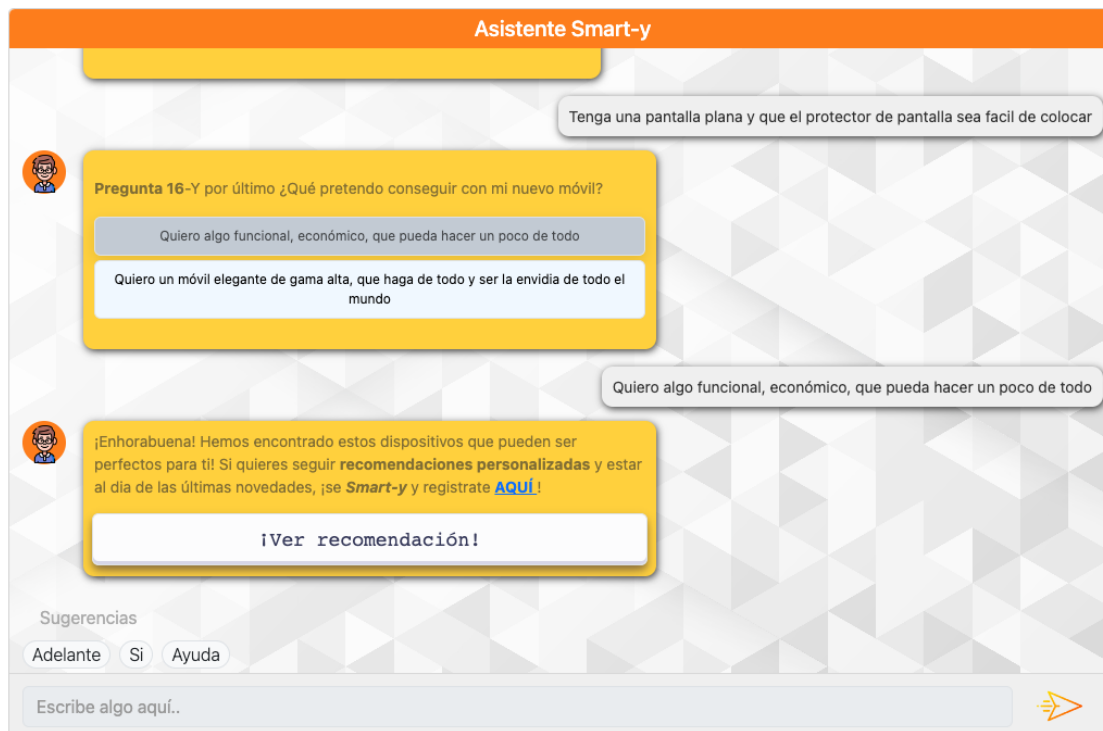 Asistente Smart-y
Tenga una pantalla plana y que el protector de pantalla sea facil de colocar
Pregunta 16-Y por último ¿Qué pretendo conseguir con mi nuevo móvil?
Quiero algo funcional, económico, que pueda hacer un poco de todo
Quiero un móvil elegante de gama alta, que haga de todo y ser la envidia de todo el
mundo
Quiero algo funcional, económico, que pueda hacer un poco de todo
¡Enhorabuena! Hemos encontrado estos dispositivos que pueden ser
perfectos para ti! Si quieres seguir recomendaciones personalizadas y estar
al dia de las últimas novedades, ¡se Smart-y y registrate AQUÍ !
¡Ver recomendación!
Sugerencias
Adelante Si Ayuda
Escribe algo aquí..